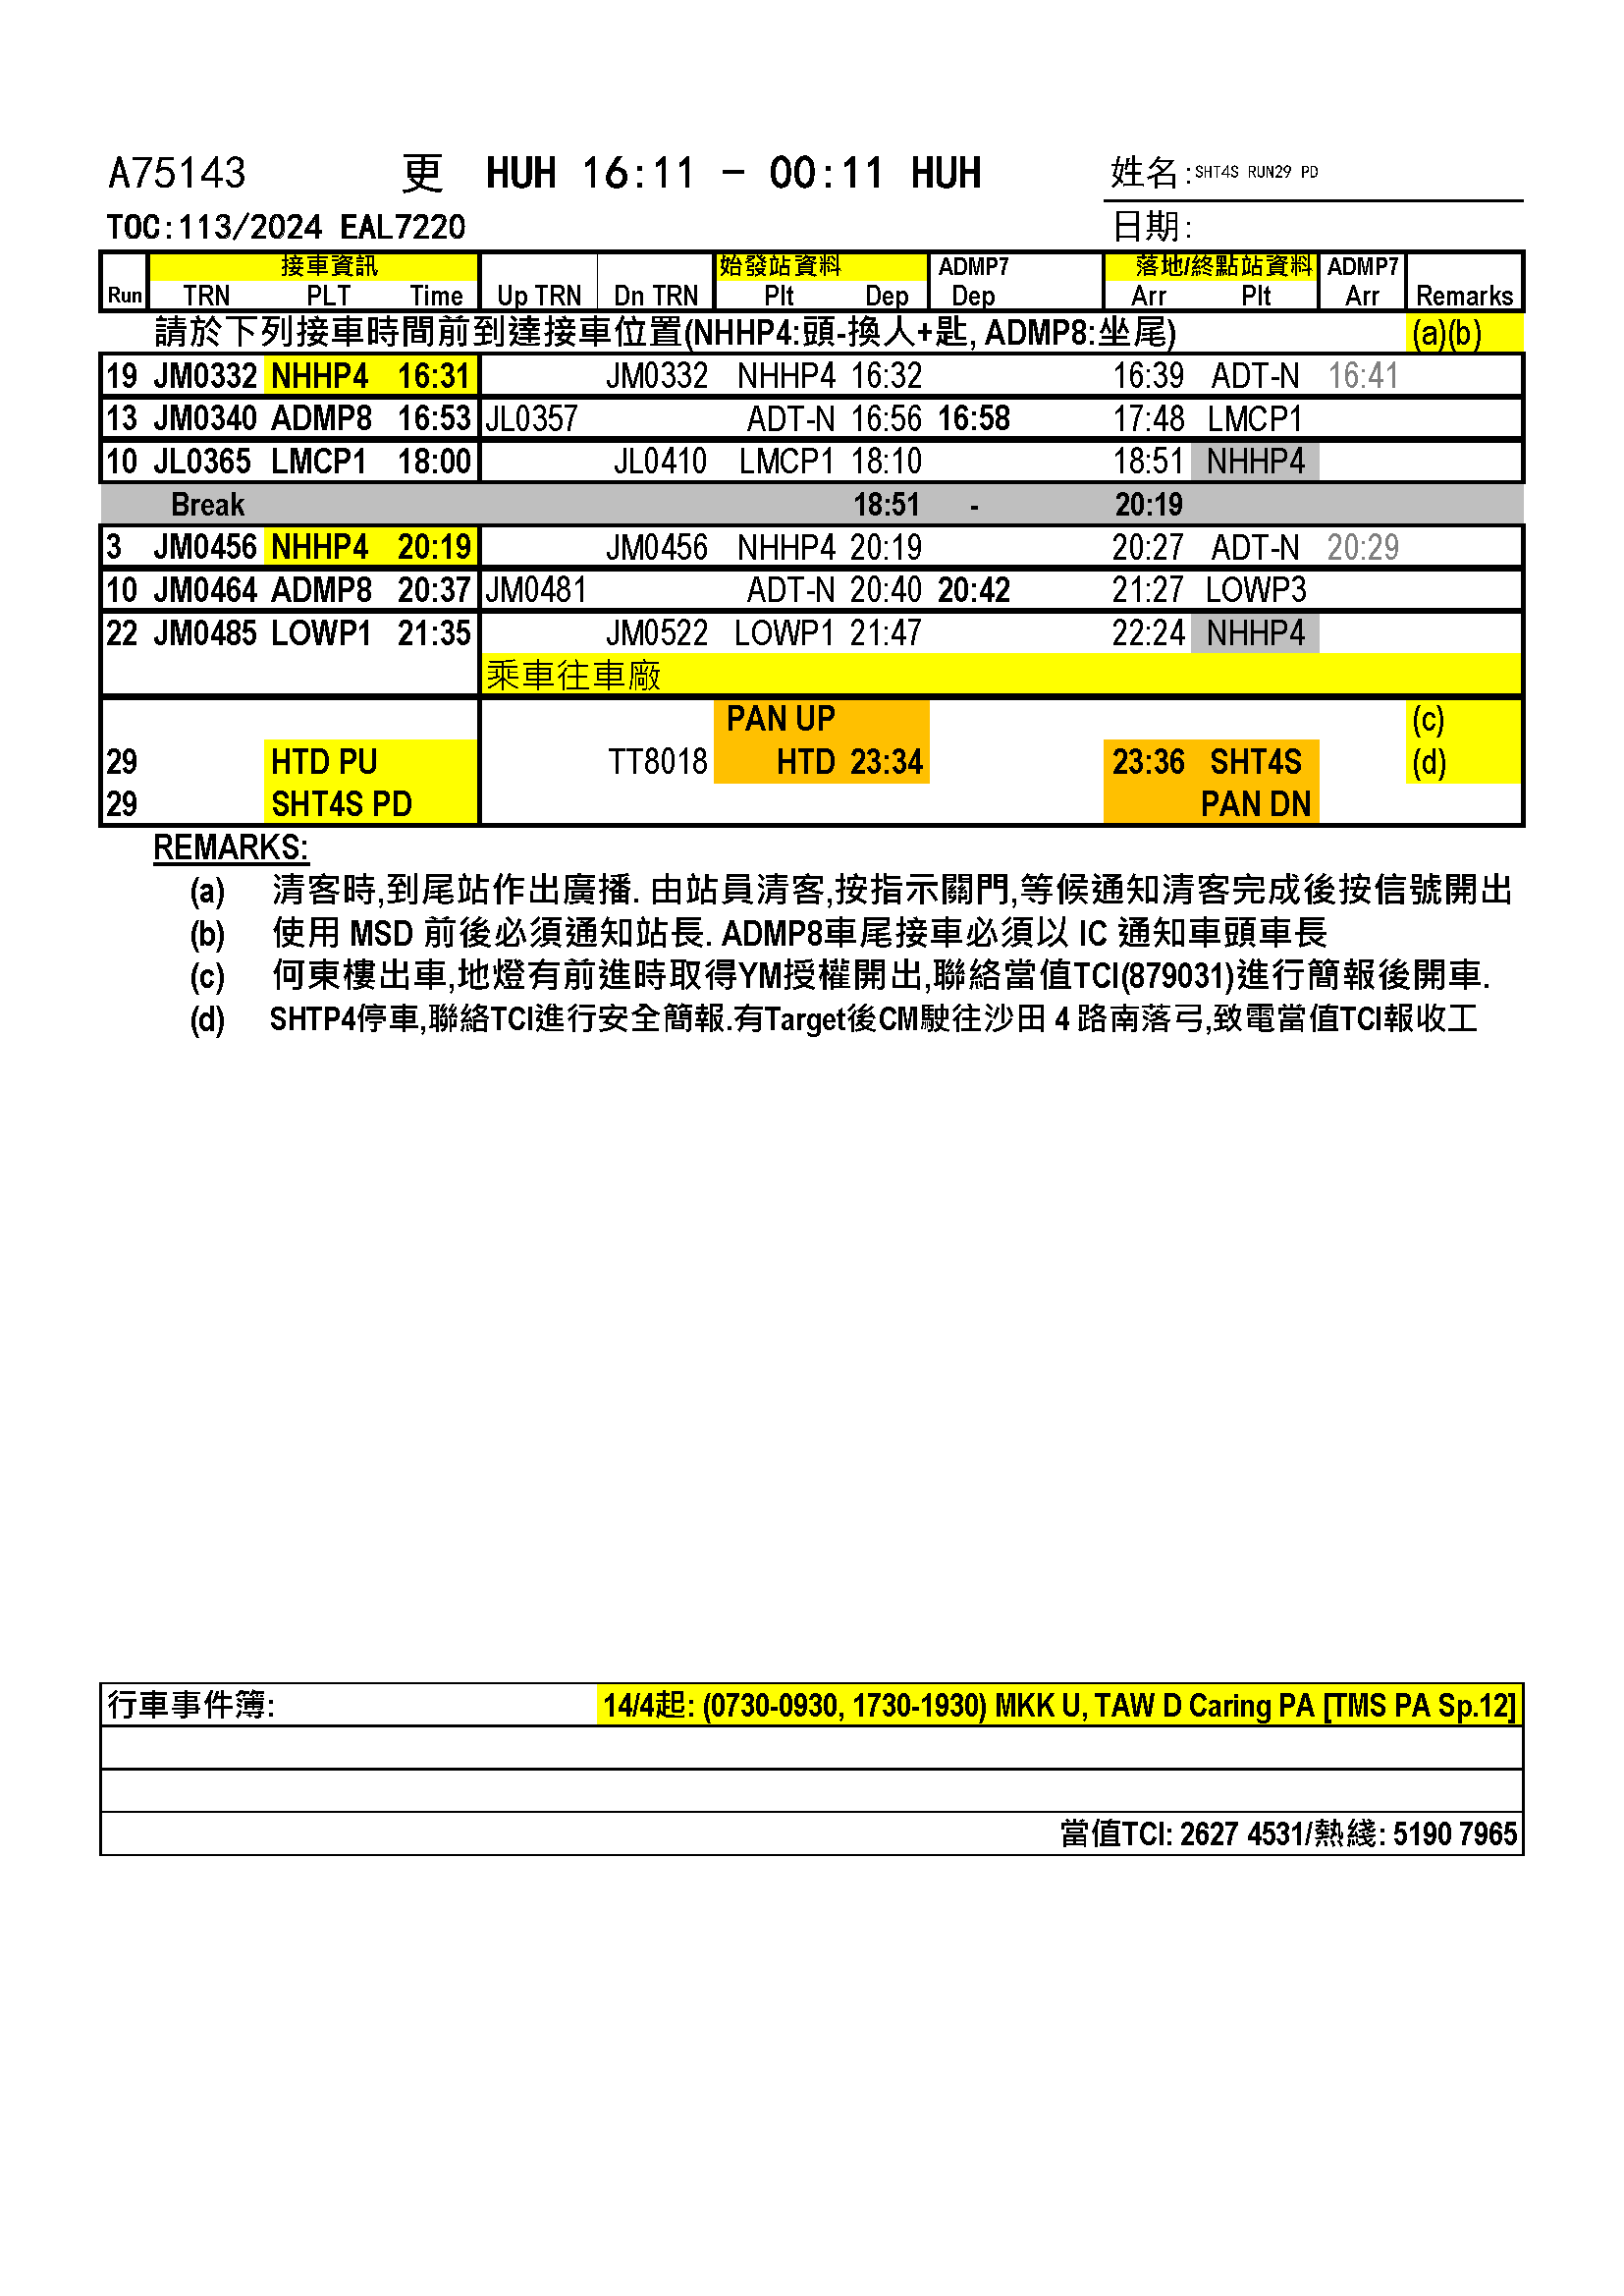 A75143 更 HUH 16:11 - 00:11 HUH 姓名:SHT4S RUN29 PD
TOC:113/2024 EAL7220 日期:
接車資訊 始發站資料 ADMP7 落地/終點站資料 ADMP7
Run TRN PLT Time Up TRN Dn TRN Plt Dep Dep Arr Plt Arr Remarks
請於下列接車時間前到達接車位置(NHHP4:頭-換人+匙, ADMP8:坐尾) (a)(b)
19 JM0332 NHHP4 16:31 JM0332 NHHP4 16:32 16:39 ADT-N 16:41
13 JM0340 ADMP8 16:53 JL0357 ADT-N 16:56 16:58 17:48 LMCP1
10 JL0365 LMCP1 18:00 JL0410 LMCP1 18:10 18:51 NHHP4
Break 18:51 - 20:19
3 JM0456 NHHP4 20:19 JM0456 NHHP4 20:19 20:27 ADT-N 20:29
10 JM0464 ADMP8 20:37 JM0481 ADT-N 20:40 20:42 21:27 LOWP3
22 JM0485 LOWP1 21:35 JM0522 LOWP1 21:47 22:24 NHHP4
乘車往車廠
PAN UP (c)
29 HTD PU TT8018 HTD 23:34 23:36 SHT4S (d)
29 SHT4S PD PAN DN
REMARKS:
(a) 清客時,到尾站作出廣播. 由站員清客,按指示關門,等候通知清客完成後按信號開出
(b) 使用 MSD 前後必須通知站長. ADMP8車尾接車必須以 IC 通知車頭車長
(c) 何東樓出車,地燈有前進時取得YM授權開出,聯絡當值TCI(879031)進行簡報後開車.
(d) SHTP4停車,聯絡TCI進行安全簡報.有Target後CM駛往沙田 4 路南落弓,致電當值TCI報收工
行車事件簿: 14/4起: (0730-0930, 1730-1930) MKK U, TAW D Caring PA [TMS PA Sp.12]
當值TCI: 2627 4531/熱綫: 5190 7965